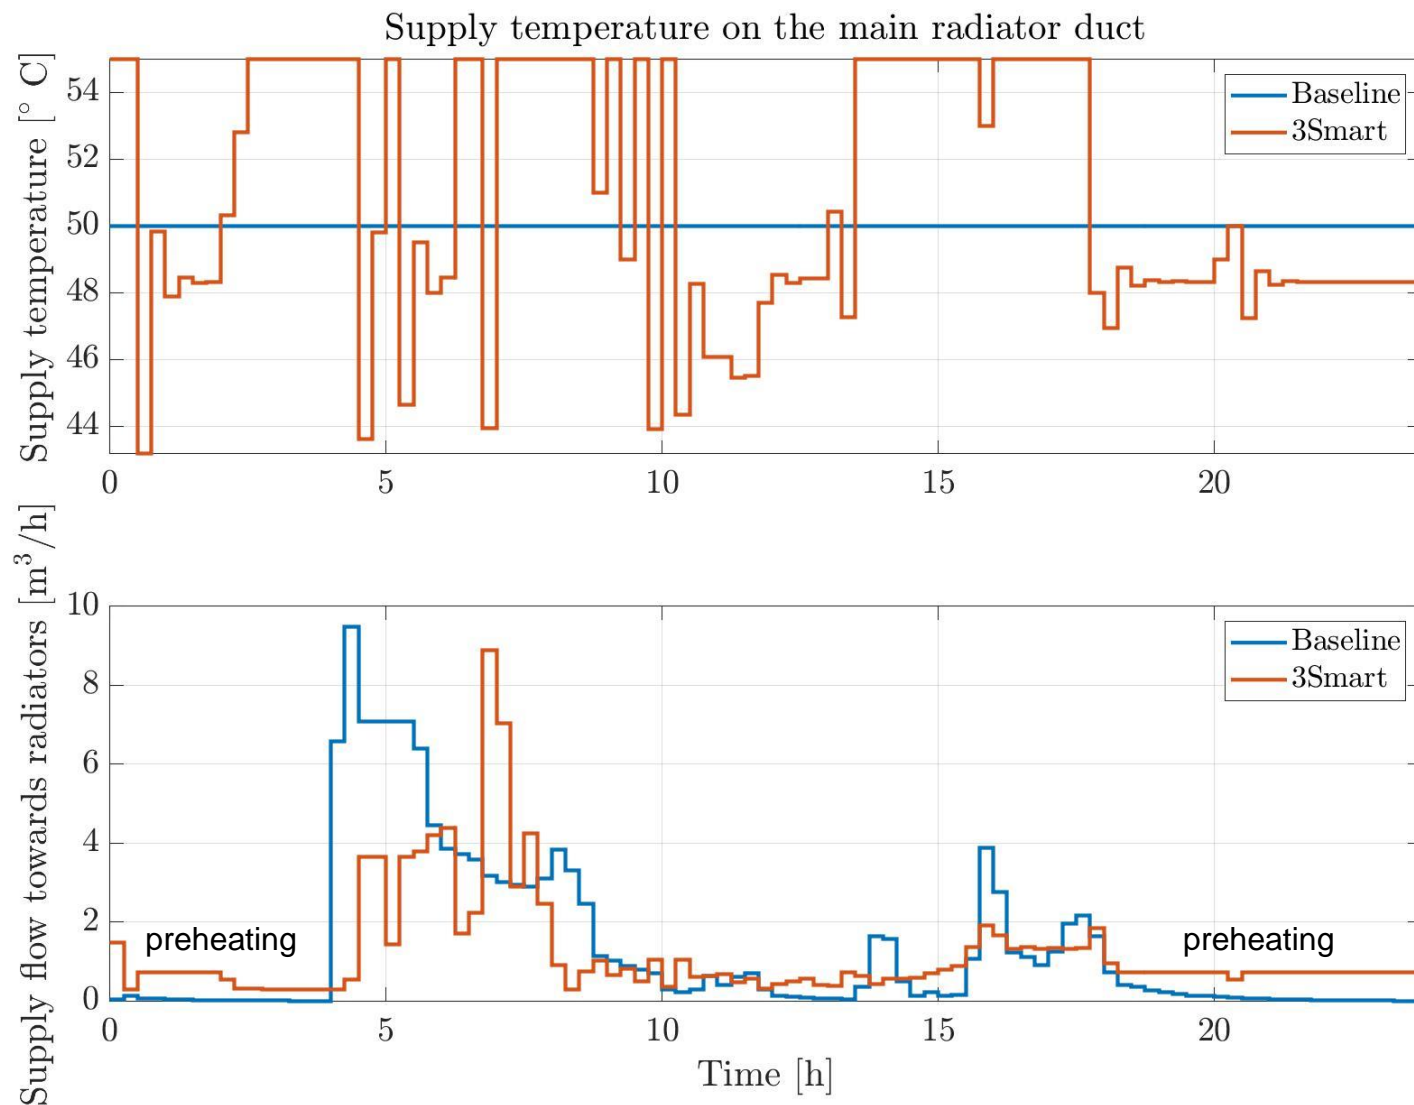 Supply temperature on the main radiator duct
Supply temperature [° C]
54
52
50
48
46
44
0 5 10 15 20
Baseline
3Smart
Supply flow towards radiators [m³/h]
10
8
6
4
2
0
0 5 10 15 20
Baseline
3Smart
preheating
preheating
Time [h]